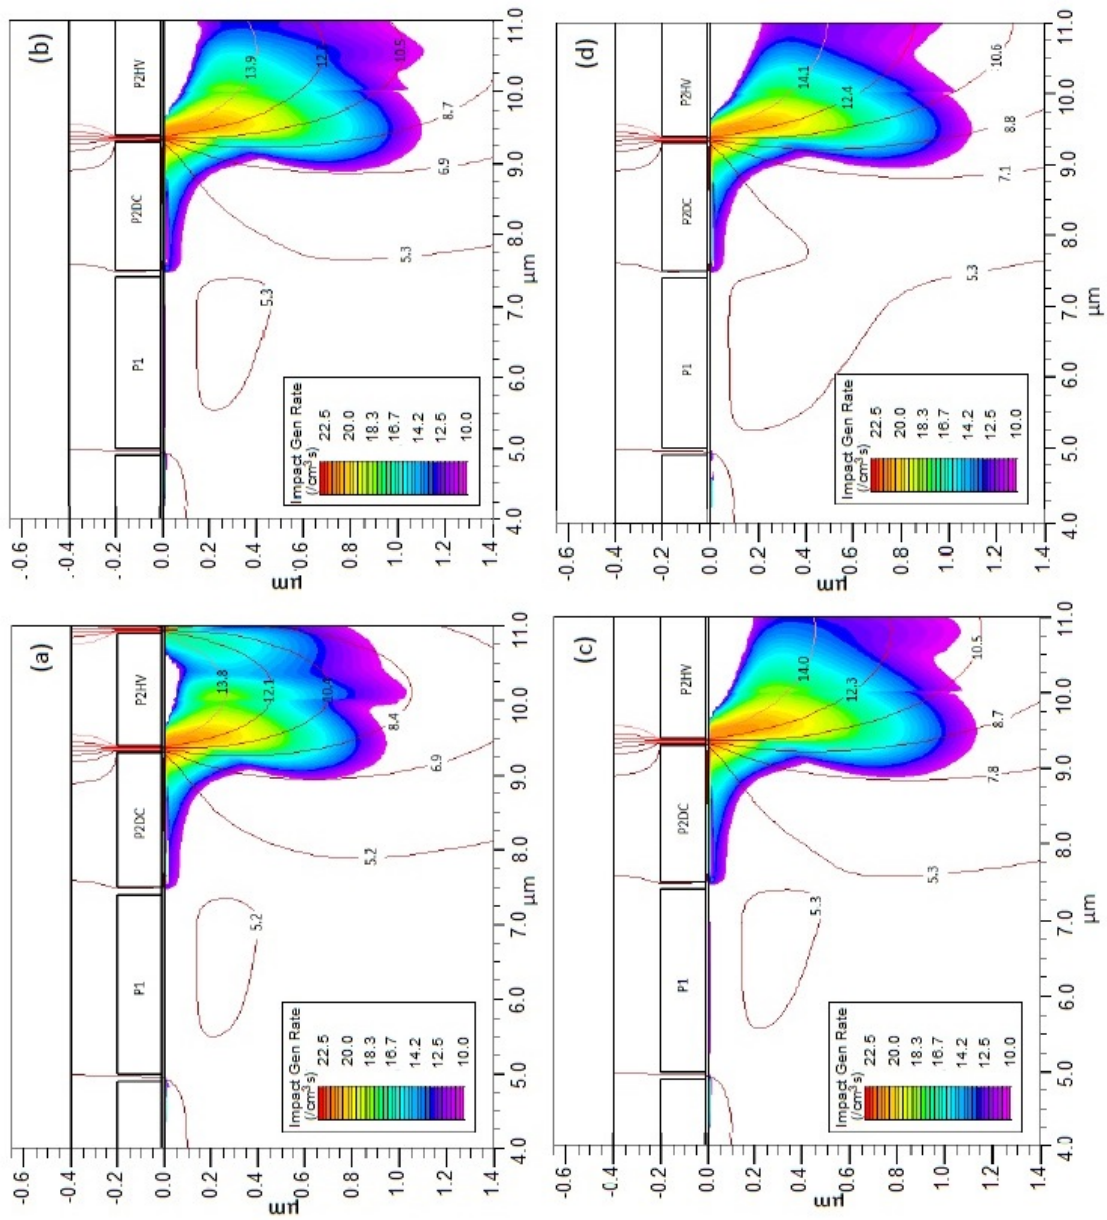 (a)
-0.6
-0.4
-0.2
0.0
0.2
0.4
0.6
0.8
1.0
1.2
1.4
μm
P1
P2DC
P2HV
13.8
12.1
10.4
8.4
6.9
5.2
5.2
Impact Gen Rate
(/cm³s)
22.5
20.0
18.3
16.7
14.2
12.5
10.0
4.0 5.0 6.0 7.0 8.0 9.0 10.0 11.0
μm
(b)
-0.6
-0.4
-0.2
0.0
0.2
0.4
0.6
0.8
1.0
1.2
1.4
μm
P1
P2DC
P2HV
13.9
10.5
8.7
6.9
5.3
5.3
Impact Gen Rate
(/cm³s)
22.5
20.0
18.3
16.7
14.2
12.5
10.0
4.0 5.0 6.0 7.0 8.0 9.0 10.0 11.0
μm
(c)
-0.6
-0.4
-0.2
0.0
0.2
0.4
0.6
0.8
1.0
1.2
1.4
μm
P1
P2DC
P2HV
14.0
12.3
10.5
8.7
7.8
5.3
5.3
Impact Gen Rate
(/cm³s)
22.5
20.0
18.3
16.7
14.2
12.5
10.0
4.0 5.0 6.0 7.0 8.0 9.0 10.0 11.0
μm
(d)
-0.6
-0.4
-0.2
0.0
0.2
0.4
0.6
0.8
1.0
1.2
1.4
μm
P1
P2DC
P2HV
14.1
12.4
10.6
8.8
7.1
5.3
Impact Gen Rate
(/cm³s)
22.5
20.0
18.3
16.7
14.2
12.5
10.0
4.0 5.0 6.0 7.0 8.0 9.0 10.0 11.0
μm